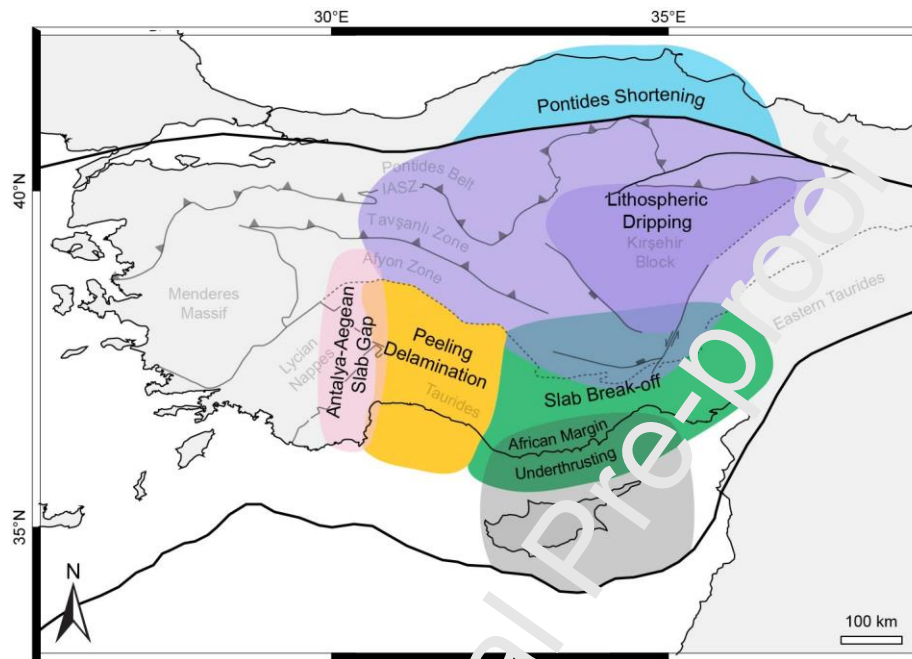 30°E
35°E
Pontides Shortening
40°N
Pontides Belt
IASZ
Lithospheric
Dripping
Kırşehir
Block
Tavşanlı Zone
Afyon Zone
Menderes
Massif
Eastern Taurides
Antalya-Aegean
Slab Gap
Peeling
Delamination
Lycian
Nappes
Taurides
Slab Break-off
African Margin
Underthrusting
35°N
N
100 km
al Pre-proof